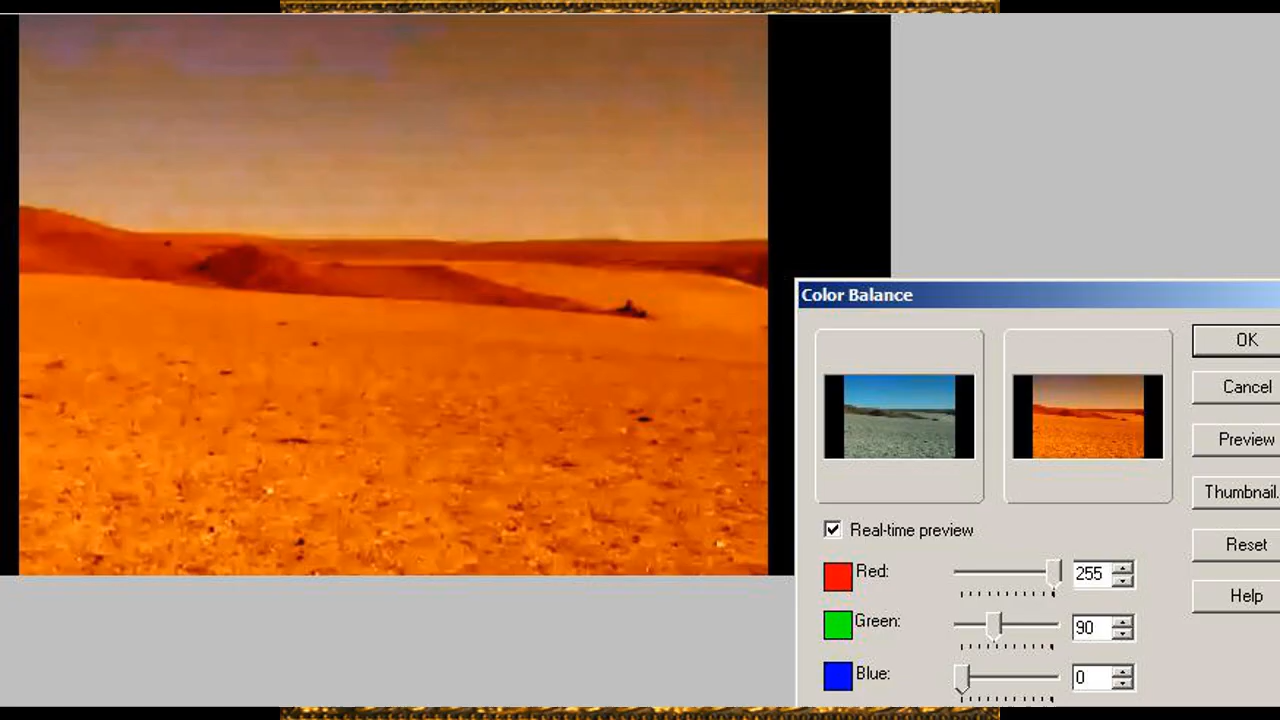 Color Balance
OK
Cancel
Preview
Thumbnail.
Real-time preview
Reset
Red:
255
Help
Green:
90
Blue:
0